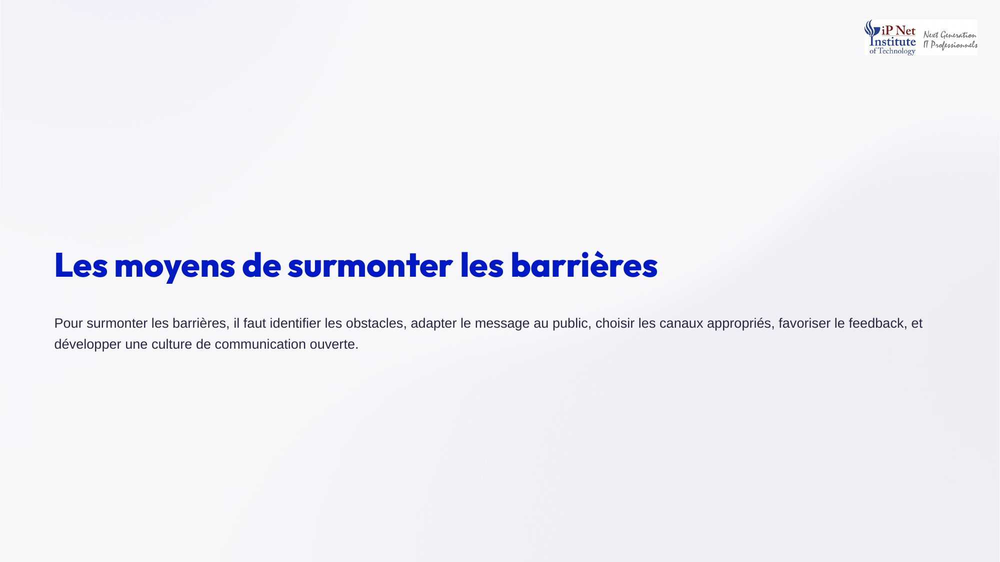 iP Net
Institute
of Technology
Next Generation
IT Professionnels
Les moyens de surmonter les barrières
Pour surmonter les barrières, il faut identifier les obstacles, adapter le message au public, choisir les canaux appropriés, favoriser le feedback, et
développer une culture de communication ouverte.